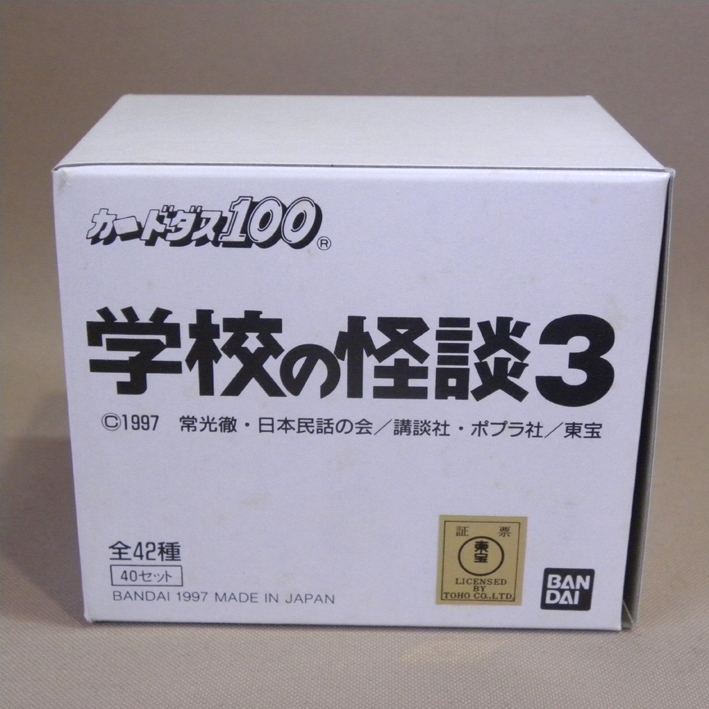 カードダス100®
学校の怪談3
©1997 常光徹・日本民話の会/講談社・ポプラ社/東宝
全42種
40セット
BANDAI 1997 MADE IN JAPAN
証票
東宝
LICENSED
BY
TOHO CO.,LTD.
BAN
DAI